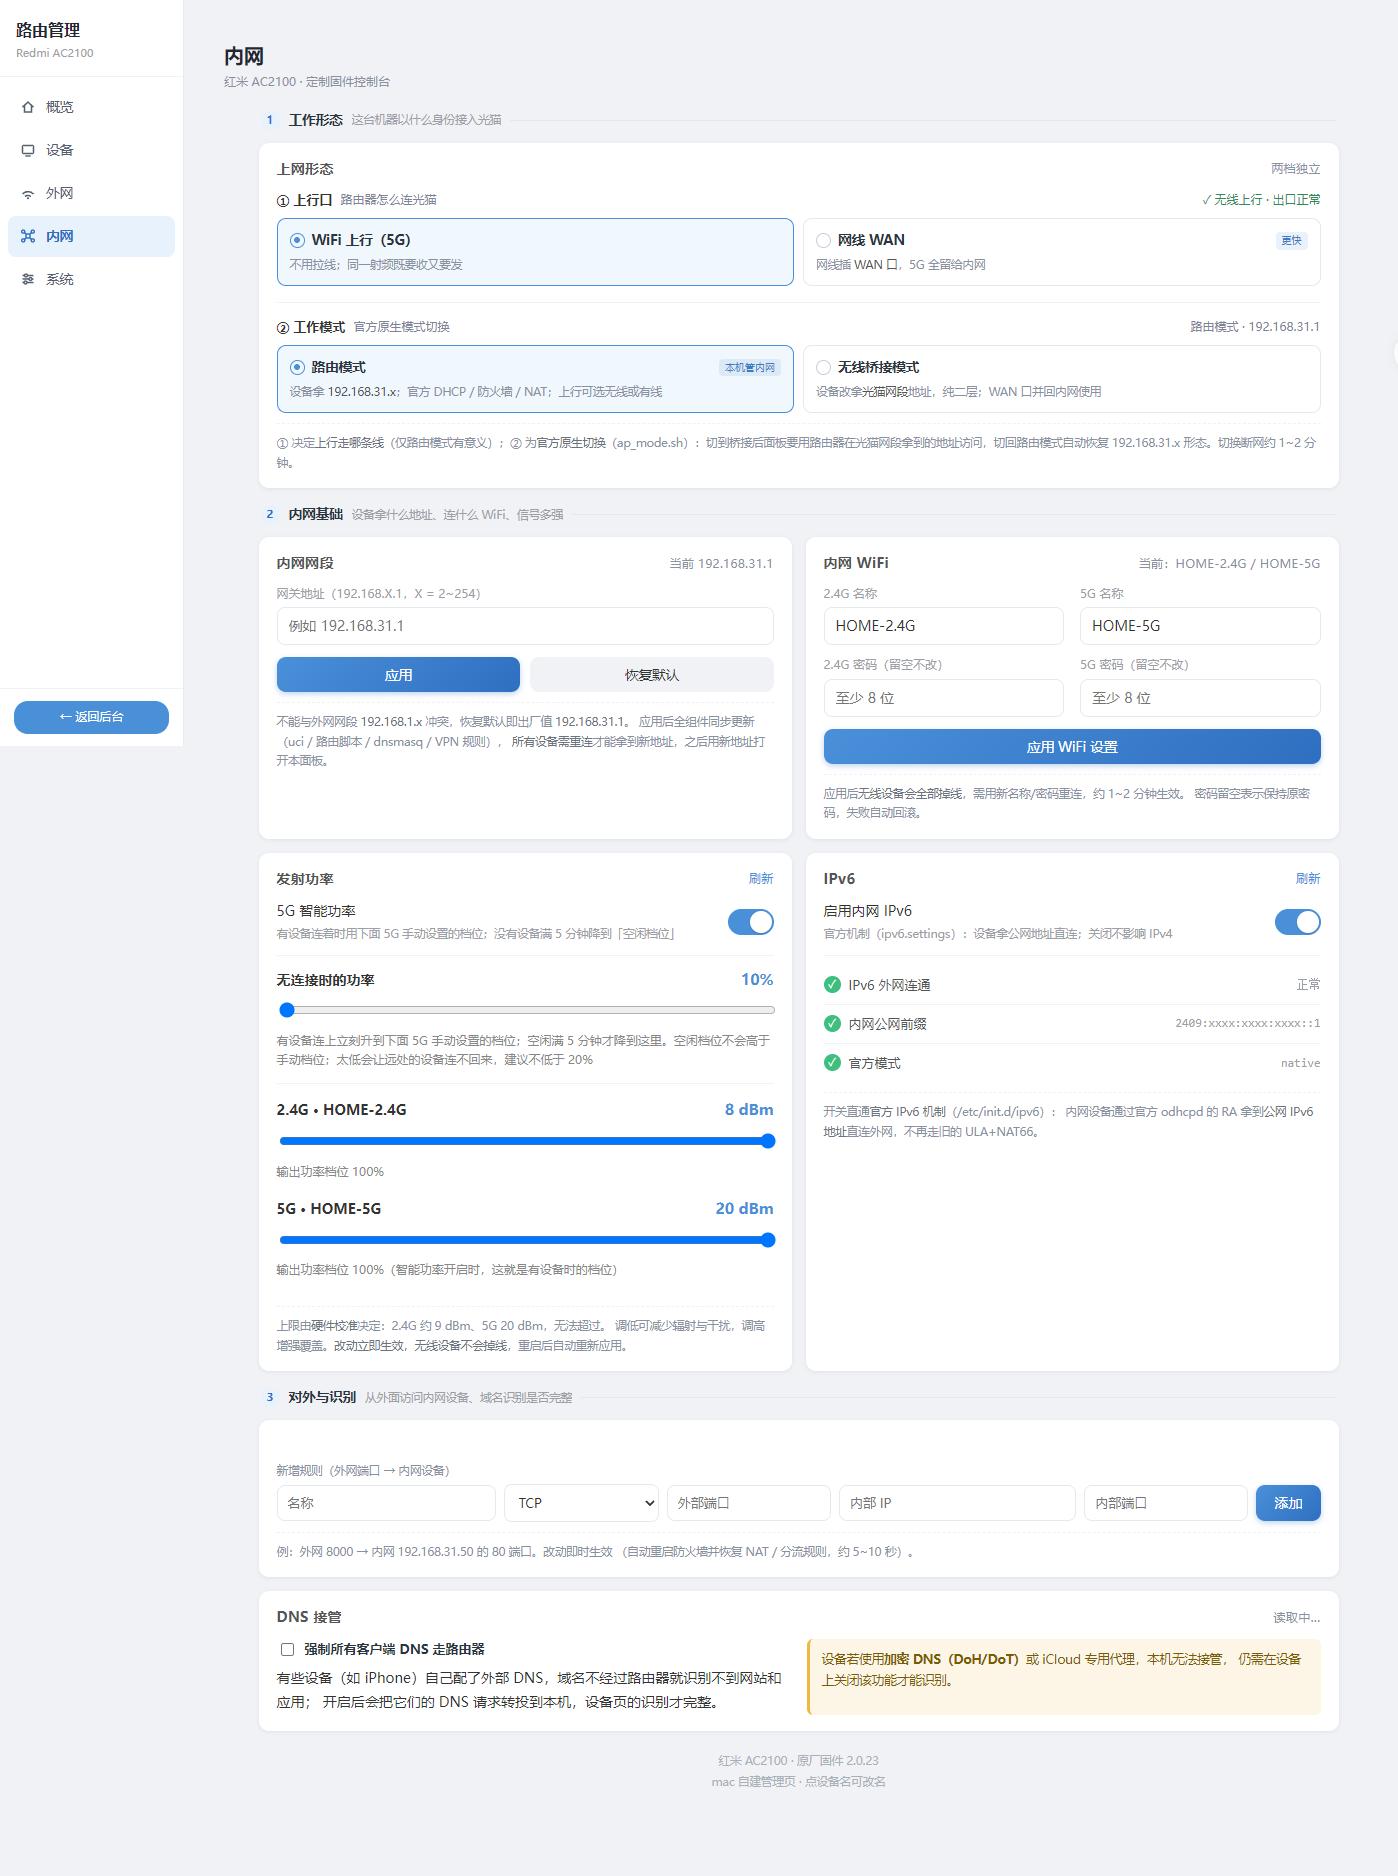 路由管理
Redmi AC2100
概览
设备
外网
内网
系统
← 返回后台
内网
红米 AC2100 · 定制固件控制台
1 工作形态 这台机器以什么身份接入光猫
上网形态 两档独立
① 上行口 路由器怎么连光猫 ✓ 无线上行 · 出口正常
WiFi 上行（5G）
不用拉线；同一射频既要收又要发
网线 WAN 更快
网线插 WAN 口，5G 全留给内网
② 工作模式 官方原生模式切换 路由模式 · 192.168.31.1
路由模式 本机管内网
设备拿 192.168.31.x；官方 DHCP / 防火墙 / NAT；上行可选无线或有线
无线桥接模式
设备改拿光猫网段地址，纯二层；WAN 口并回内网使用
① 决定上行走哪条线（仅路由模式有意义）；② 为官方原生切换（ap_mode.sh）：切到桥接后面板要用路由器在光猫网段拿到的地址访问，切回路由模式自动恢复 192.168.31.x 形态。切换断网约 1~2 分
钟。
2 内网基础 设备拿什么地址、连什么 WiFi、信号多强
内网网段 当前 192.168.31.1
网关地址（192.168.X.1，X = 2~254）
例如 192.168.31.1
应用 恢复默认
不能与外网网段 192.168.1.x 冲突，恢复默认即出厂值 192.168.31.1。 应用后全组件同步更新
（uci / 路由脚本 / dnsmasq / VPN 规则）， 所有设备需重连才能拿到新地址，之后用新地址打
开本面板。
内网 WiFi 当前：HOME-2.4G / HOME-5G
2.4G 名称 5G 名称
HOME-2.4G HOME-5G
2.4G 密码（留空不改） 5G 密码（留空不改）
至少 8 位 至少 8 位
应用 WiFi 设置
应用后无线设备会全部掉线，需用新名称/密码重连，约 1~2 分钟生效。 密码留空表示保持原密
码，失败自动回滚。
发射功率 刷新
5G 智能功率
有设备连着时用下面 5G 手动设置的档位；没有设备满 5 分钟降到「空闲档位」
无连接时的功率 10%
有设备连上立刻升到下面 5G 手动设置的档位；空闲满 5 分钟才降到这里。空闲档位不会高于
手动档位；太低会让远处的设备连不回来，建议不低于 20%
2.4G • HOME-2.4G 8 dBm
输出功率档位 100%
5G • HOME-5G 20 dBm
输出功率档位 100%（智能功率开启时，这就是有设备时的档位）
上限由硬件校准决定：2.4G 约 9 dBm、5G 20 dBm，无法超过。 调低可减少辐射与干扰，调高
增强覆盖。改动立即生效，无线设备不会掉线，重启后自动重新应用。
IPv6 刷新
启用内网 IPv6
官方机制（ipv6.settings）：设备拿公网地址直连；关闭不影响 IPv4
IPv6 外网连通 正常
内网公网前缀 2409:xxxx:xxxx:xxxx::1
官方模式 native
开关直通官方 IPv6 机制（/etc/init.d/ipv6）： 内网设备通过官方 odhcpd 的 RA 拿到公网 IPv6
地址直连外网，不再走旧的 ULA+NAT66。
3 对外与识别 从外面访问内网设备、域名识别是否完整
新增规则（外网端口 → 内网设备）
名称 TCP 外部端口 内部 IP 内部端口 添加
例：外网 8000 → 内网 192.168.31.50 的 80 端口。改动即时生效 （自动重启防火墙并恢复 NAT / 分流规则，约 5~10 秒）。
DNS 接管 读取中...
强制所有客户端 DNS 走路由器
有些设备（如 iPhone）自己配了外部 DNS，域名不经过路由器就识别不到网站和
应用； 开启后会把它们的 DNS 请求转投到本机，设备页的识别才完整。
设备若使用加密 DNS（DoH/DoT）或 iCloud 专用代理，本机无法接管， 仍需在设备
上关闭该功能才能识别。
红米 AC2100 · 原厂固件 2.0.23
mac 自建管理页 · 点设备名可改名